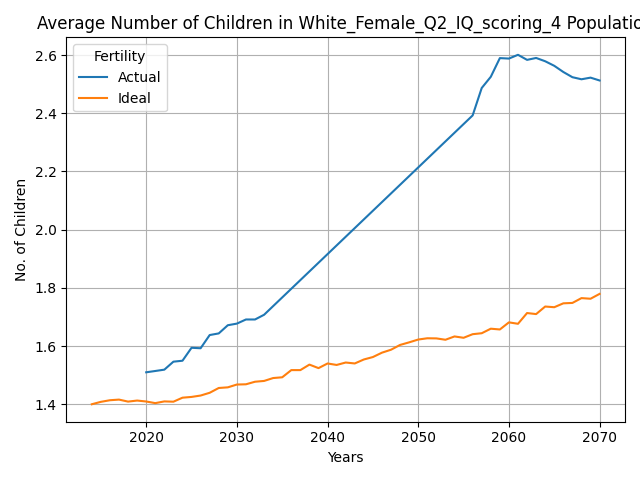 Average Number of Children in White_Female_Q2_IQ_scoring_4 Populatio
Fertility
Actual
Ideal
No. of Children
2.6
2.4
2.2
2.0
1.8
1.6
1.4
2020 2030 2040 2050 2060 2070
Years